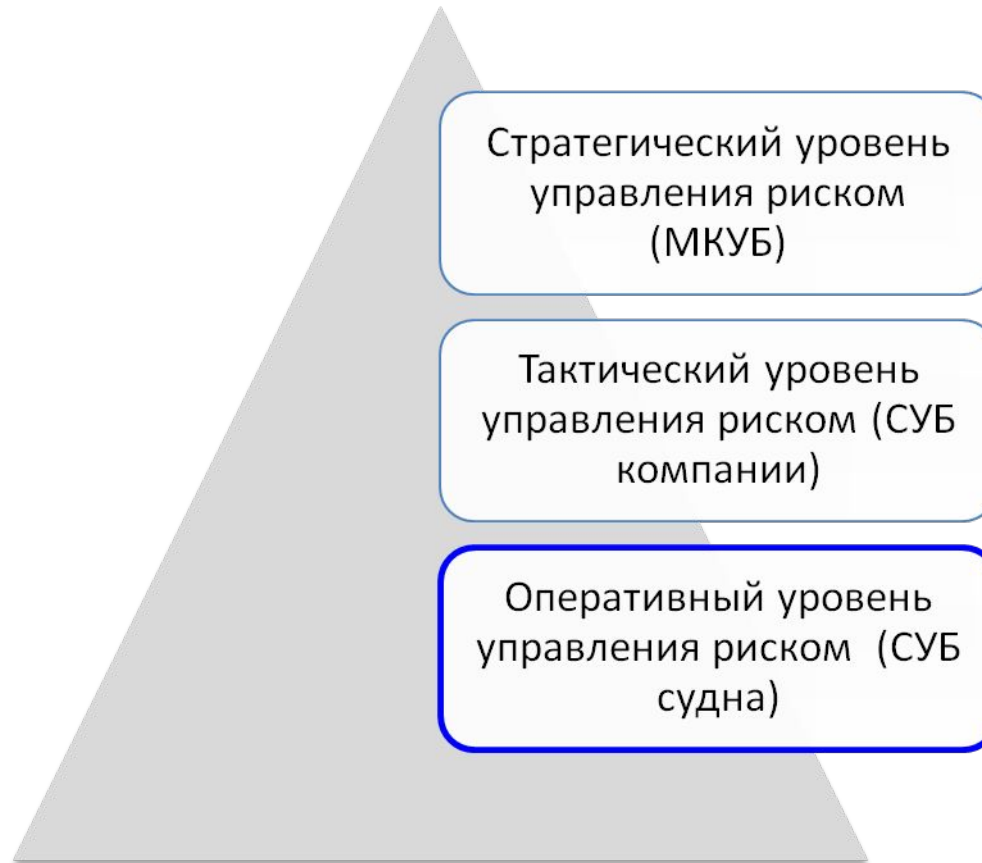 Стратегический уровень
управления риском
(МКУБ)
Тактический уровень
управления риском (СУБ
компании)
Оперативный уровень
управления риском (СУБ
судна)